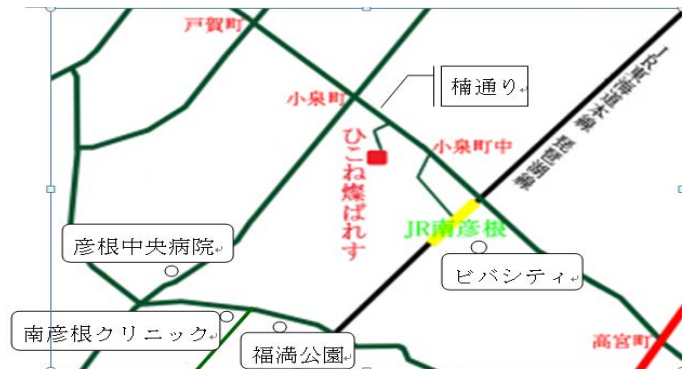 戸賀町
楠通り
小泉町
小泉町中
ひこね燦ぱれす
JR東海道本線 琵琶湖線
JR南彦根
彦根中央病院
ビバシティ
南彦根クリニック
福満公園
高宮町